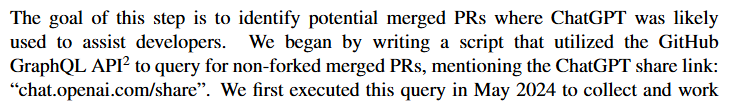 The goal of this step is to identify potential merged PRs where ChatGPT was likely
used to assist developers. We began by writing a script that utilized the GitHub
GraphQL API² to query for non-forked merged PRs, mentioning the ChatGPT share link:
“chat.openai.com/share”. We first executed this query in May 2024 to collect and work